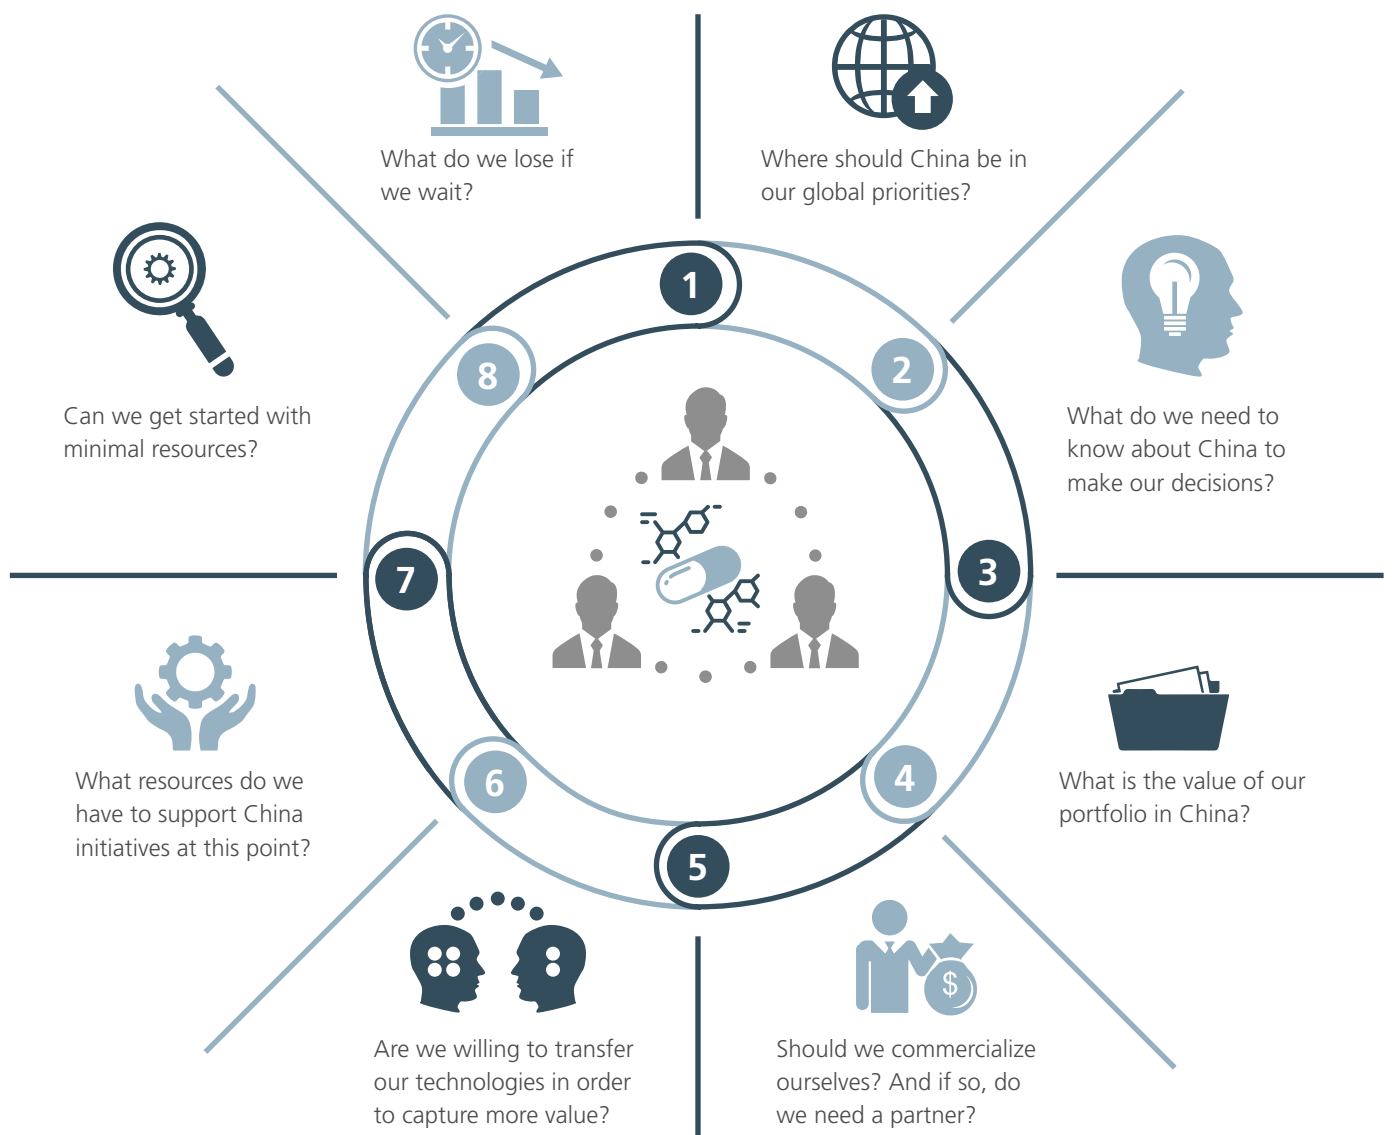 1
Where should China be in
our global priorities?
2
What do we need to
know about China to
make our decisions?
3
What is the value of our
portfolio in China?
4
Should we commercialize
ourselves? And if so, do
we need a partner?
$
5
Are we willing to transfer
our technologies in order
to capture more value?
6
What resources do we
have to support China
initiatives at this point?
7
Can we get started with
minimal resources?
8
What do we lose if
we wait?